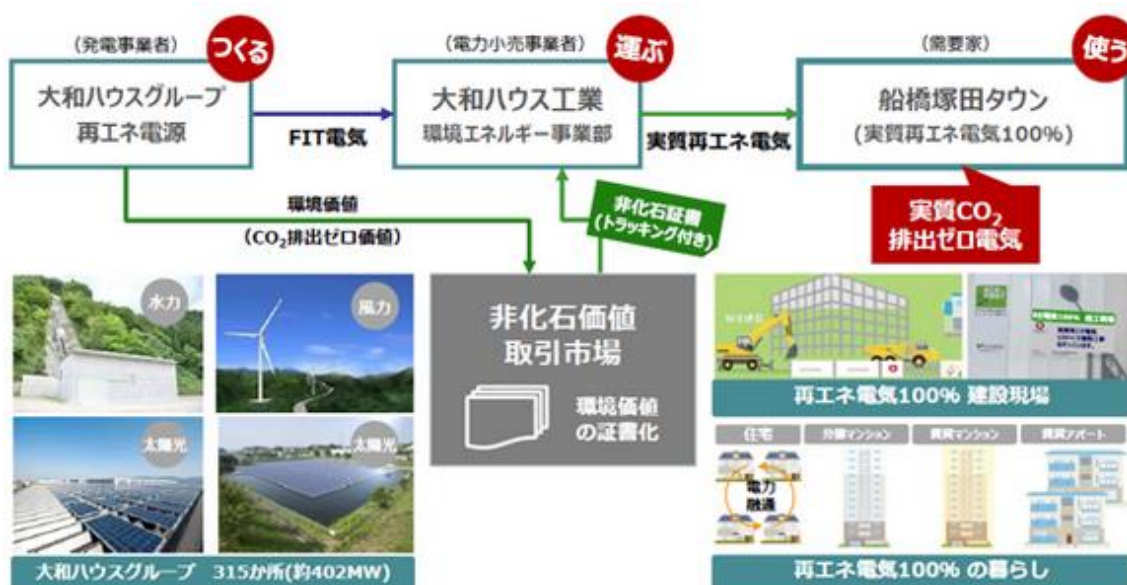 （発電事業者）
つくる
大和ハウスグループ
再エネ電源
FIT電気
（電力小売事業者）
運ぶ
大和ハウス工業
環境エネルギー事業部
実質再エネ電気
（需要家）
使う
船橋塚田タウン
(実質再エネ電気100%)
実質CO₂
排出ゼロ電気
環境価値
（CO₂排出ゼロ価値）
非化石証書
(トラッキング付き)
非化石価値
取引市場
環境価値
の証書化
水力
風力
太陽光
太陽光
大和ハウスグループ 315か所(約402MW)
再エネ電気100% 建設現場
住宅
分譲マンション
賃貸マンション
賃貸アパート
電力
融通
再エネ電気100% の暮らし